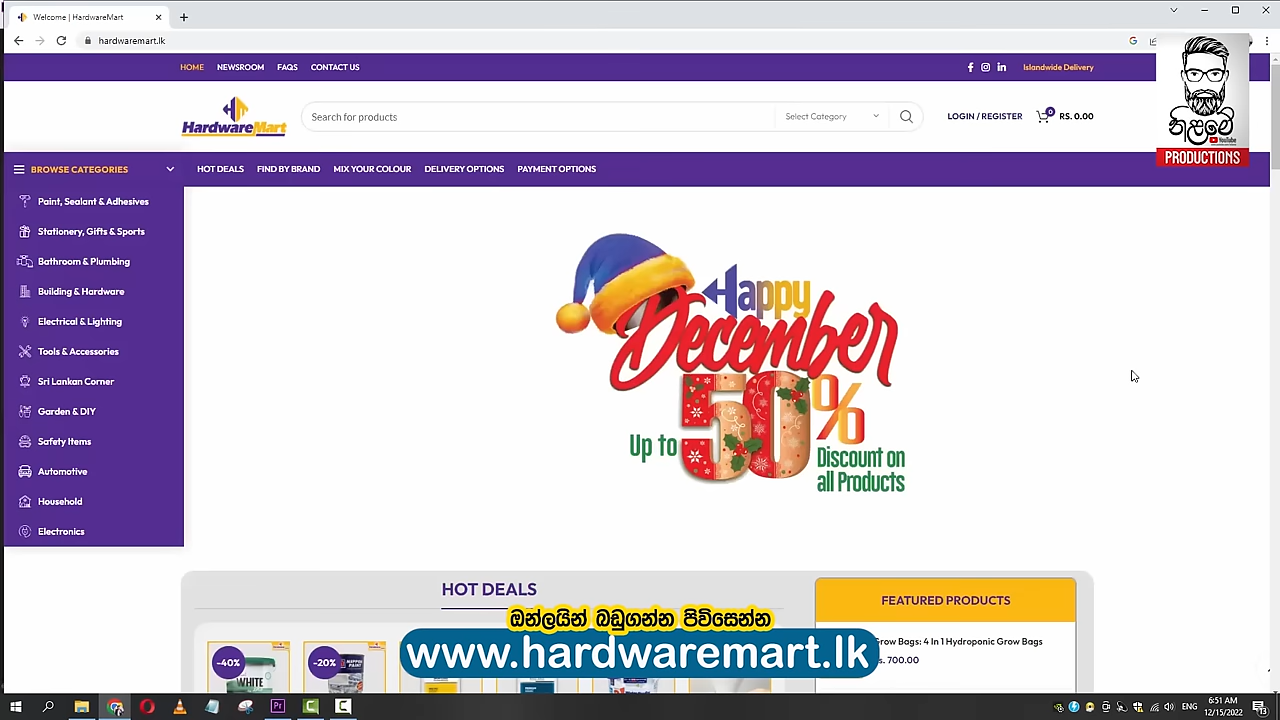 Welcome | HardwareMart
hardwaremart.lk
HOME NEWSROOM FAQS CONTACT US
Islandwide Delivery
HardwareMart
Search for products
Select Category
LOGIN / REGISTER
0
RS. 0.00
නළමේ
YouTube
PRODUCTIONS
BROWSE CATEGORIES
HOT DEALS FIND BY BRAND MIX YOUR COLOUR DELIVERY OPTIONS PAYMENT OPTIONS
Paint, Sealant & Adhesives
Stationery, Gifts & Sports
Bathroom & Plumbing
Building & Hardware
Electrical & Lighting
Tools & Accessories
Sri Lankan Corner
Garden & DIY
Safety Items
Automotive
Household
Electronics
Happy
December
Up to 50%
Discount on
all Products
HOT DEALS
FEATURED PRODUCTS
Grow Bags: 4 In 1 Hydroponic Grow Bags
700.00
-40%
-20%
WHITE
ඔන්ලයින් බඩුගන්න පිවිසෙන්න
www.hardwaremart.lk
Pr
ENG
6:51 AM
12/15/2022